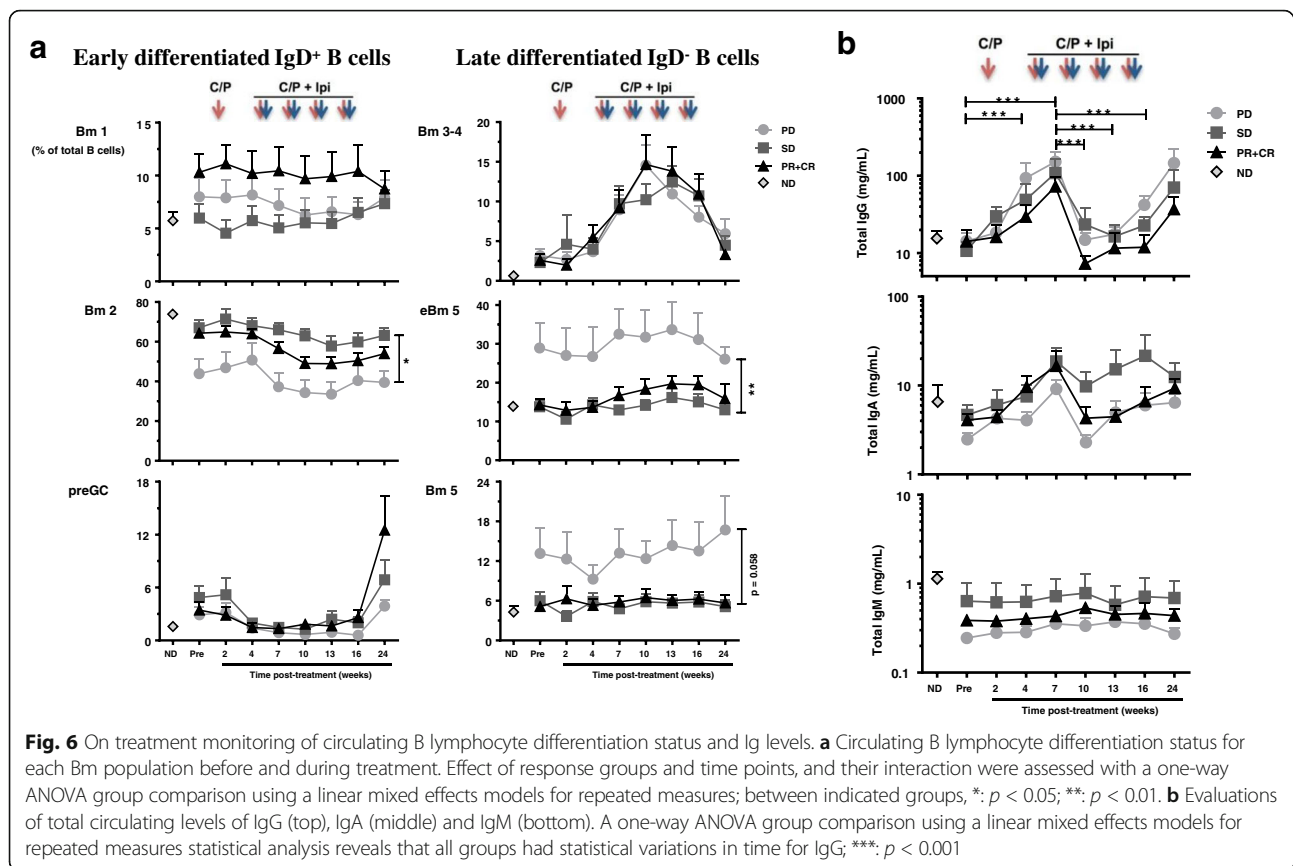 a
Early differentiated IgD+ B cells
Late differentiated IgD- B cells
C/P
C/P + Ipi
C/P
C/P + Ipi
Bm 1
(% of total B cells)
15
10
5
0
Bm 3-4
20
15
10
5
0
PD
SD
PR+CR
ND
Bm 2
80
60
40
20
0
*
eBm 5
40
30
20
10
0
**
preGC
18
12
6
0
ND Pre 2 4 7 10 13 16 24
Time post-treatment (weeks)
Bm 5
24
18
12
6
0
p = 0.058
ND Pre 2 4 7 10 13 16 24
Time post-treatment (weeks)
b
C/P
C/P + Ipi
Total IgG (mg/mL)
1000
100
10
***
***
***
***
***
PD
SD
PR+CR
ND
Total IgA (mg/mL)
100
10
1
Total IgM (mg/mL)
10
1
0.1
ND Pre 2 4 7 10 13 16 24
Time post-treatment (weeks)
Fig. 6 On treatment monitoring of circulating B lymphocyte differentiation status and Ig levels. a Circulating B lymphocyte differentiation status for
each Bm population before and during treatment. Effect of response groups and time points, and their interaction were assessed with a one-way
ANOVA group comparison using a linear mixed effects models for repeated measures; between indicated groups, *: p < 0.05; **: p < 0.01. b Evaluations
of total circulating levels of IgG (top), IgA (middle) and IgM (bottom). A one-way ANOVA group comparison using a linear mixed effects models for
repeated measures statistical analysis reveals that all groups had statistical variations in time for IgG; ***: p < 0.001